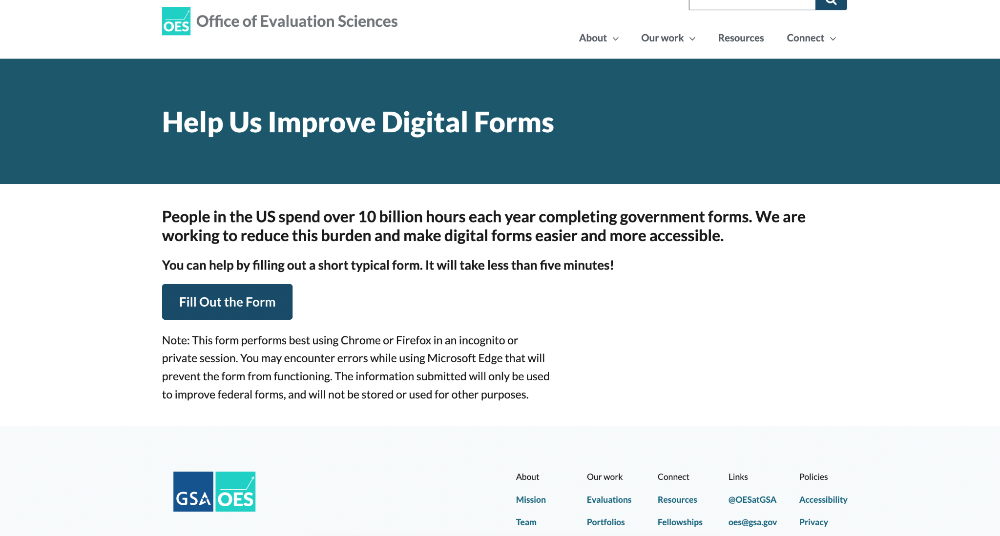 OES Office of Evaluation Sciences
About Our work Resources Connect
Help Us Improve Digital Forms
People in the US spend over 10 billion hours each year completing government forms. We are
working to reduce this burden and make digital forms easier and more accessible.
You can help by filling out a short typical form. It will take less than five minutes!
Fill Out the Form
Note: This form performs best using Chrome or Firefox in an incognito or
private session. You may encounter errors while using Microsoft Edge that will
prevent the form from functioning. The information submitted will only be used
to improve federal forms, and will not be stored or used for other purposes.
GSA OES
About Our work Connect Links Policies
Mission Evaluations Resources @OESatGSA Accessibility
Team Portfolios Fellowships oes@gsa.gov Privacy